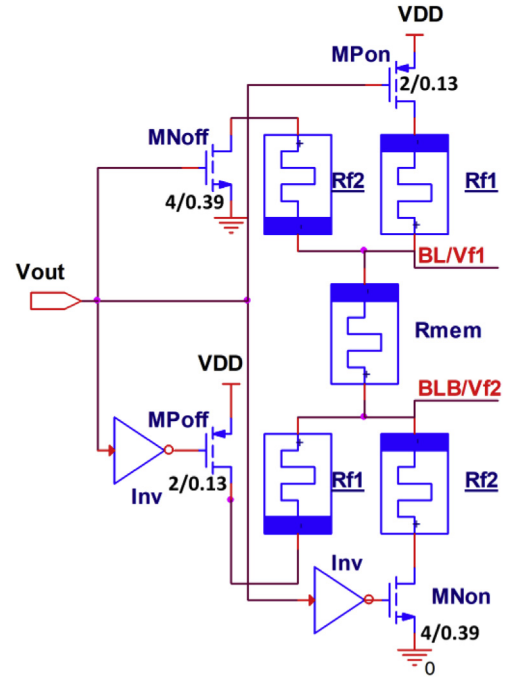 VDD
MPon
2/0.13
MNoff
4/0.39
+
Rf2
Rf1
+
BL/Vf1
Vout
Rmem
+
VDD
BLB/Vf2
MPoff
2/0.13
Inv
+
Rf1
Rf2
+
Inv
MNon
4/0.39
0